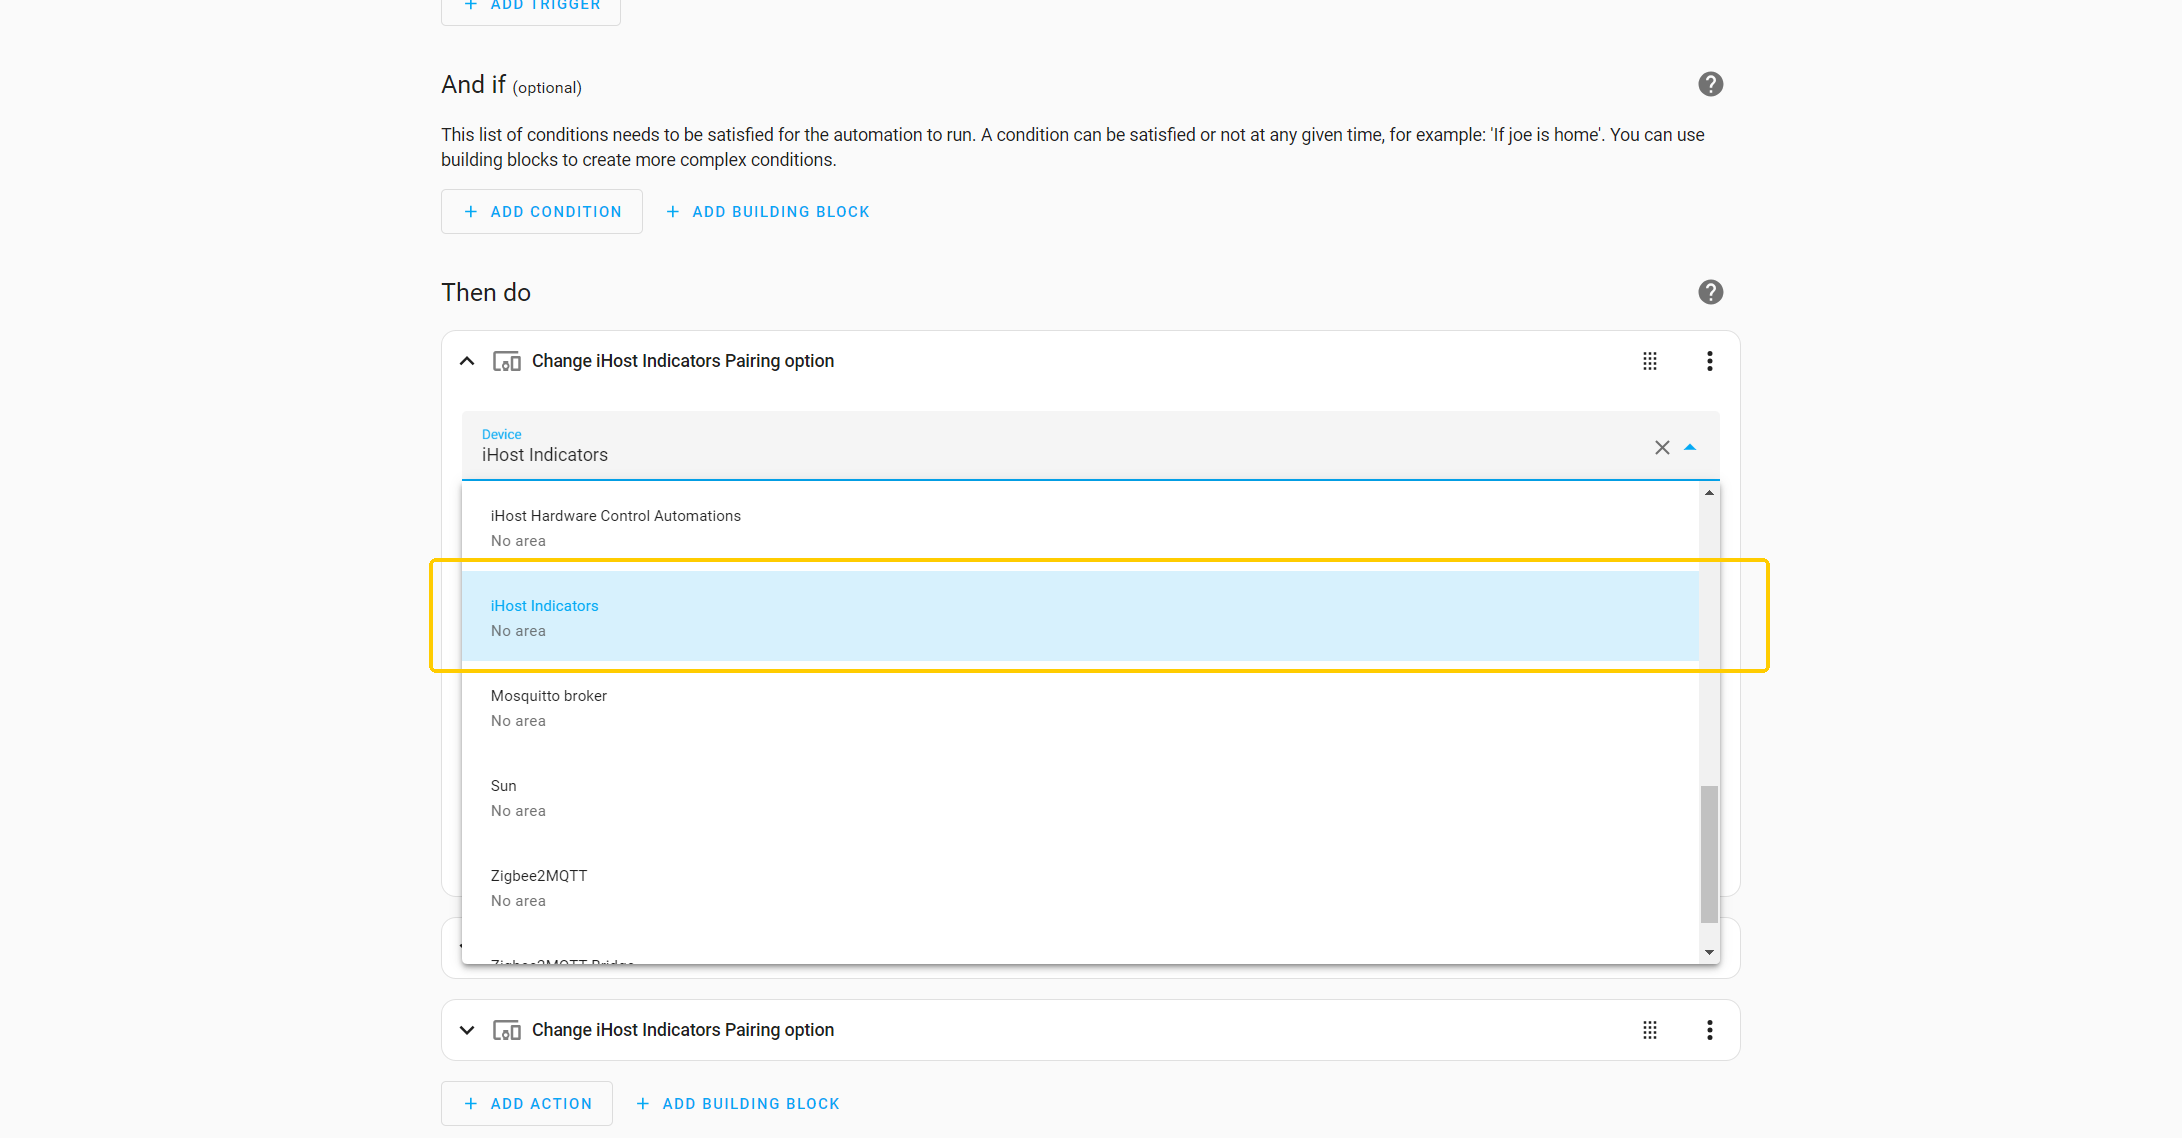 ADD TRIGGER
And if (optional)
This list of conditions needs to be satisfied for the automation to run. A condition can be satisfied or not at any given time, for example: 'If joe is home'. You can use
building blocks to create more complex conditions.
ADD CONDITION
ADD BUILDING BLOCK
Then do
Change iHost Indicators Pairing option
Device
iHost Indicators
iHost Hardware Control Automations
No area
iHost Indicators
No area
Mosquitto broker
No area
Sun
No area
Zigbee2MQTT
No area
Zigbee2MQTT Bridge
Change iHost Indicators Pairing option
ADD ACTION
ADD BUILDING BLOCK